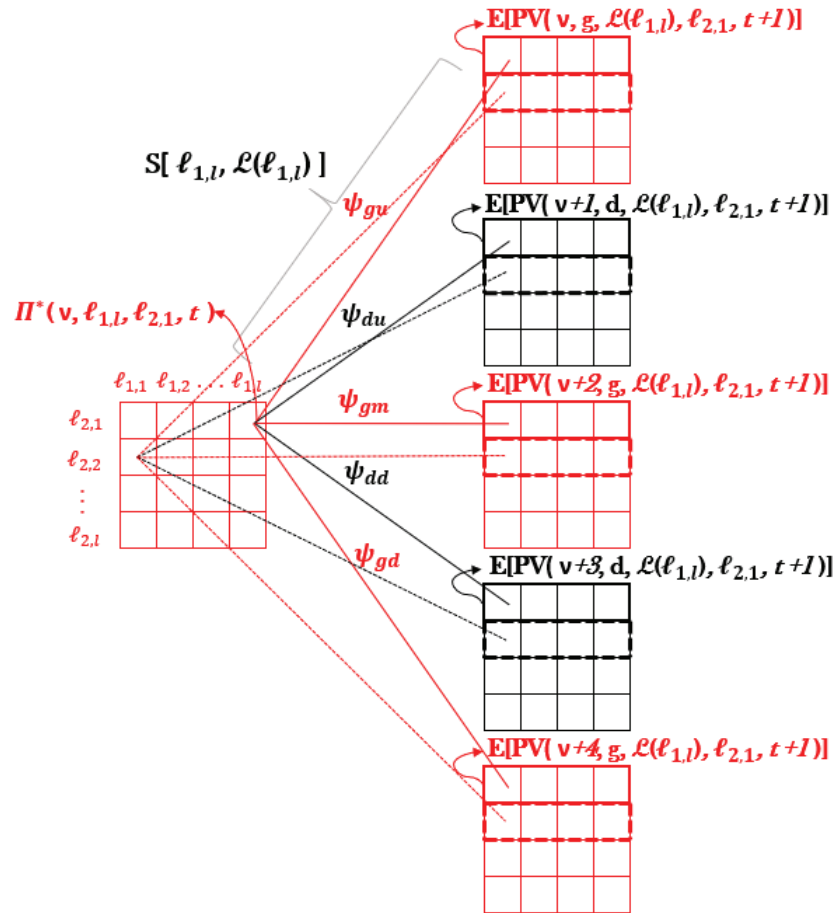 E[PV( ν, g, ℒ(ℓ₁,ₗ), ℓ₂,₁, t+1)]
S[ ℓ₁,ₗ, ℒ(ℓ₁,ₗ) ]
ψgu
E[PV( ν+1, d, ℒ(ℓ₁,ₗ), ℓ₂,₁, t+1)]
Π*( ν, ℓ₁,ₗ, ℓ₂,₁, t )
ψdu
ℓ₁,₁ ℓ₁,₂ ... ℓ₁,ₗ
E[PV( ν+2, g, ℒ(ℓ₁,ₗ), ℓ₂,₁, t+1)]
ψgm
ℓ₂,₁
ℓ₂,₂
⋮
ℓ₂,ₗ
ψdd
ψgd
E[PV( ν+3, d, ℒ(ℓ₁,ₗ), ℓ₂,₁, t+1)]
E[PV( ν+4, g, ℒ(ℓ₁,ₗ), ℓ₂,₁, t+1)]